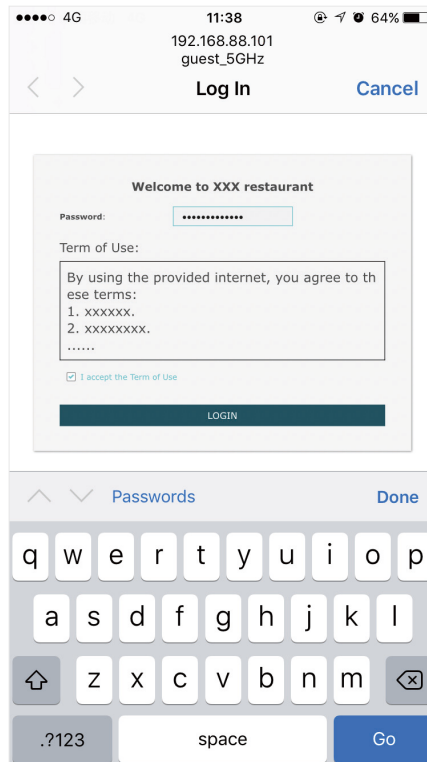 4G 11:38 64%
192.168.88.101
guest_5GHz
Log In Cancel
Welcome to XXX restaurant
Password: •••••••••••••
Term of Use:
By using the provided internet, you agree to th
ese terms:
1. xxxxxx.
2. xxxxxxxx.
......
I accept the Term of Use
LOGIN
Passwords Done
q w e r t y u i o p
a s d f g h j k l
z x c v b n m
.?123 space Go